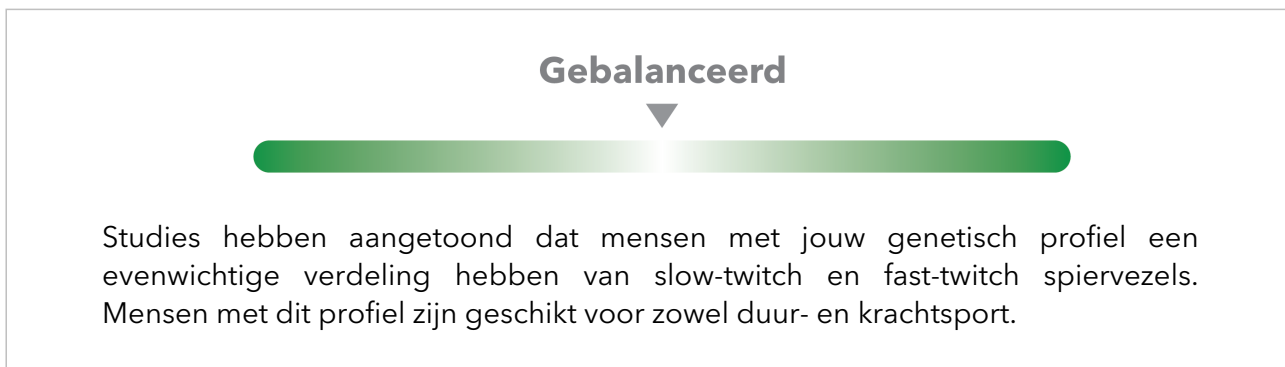 Gebalanceerd
Studies hebben aangetoond dat mensen met jouw genetisch profiel een
evenwichtige verdeling hebben van slow-twitch en fast-twitch spiervezels.
Mensen met dit profiel zijn geschikt voor zowel duur- en krachtsport.